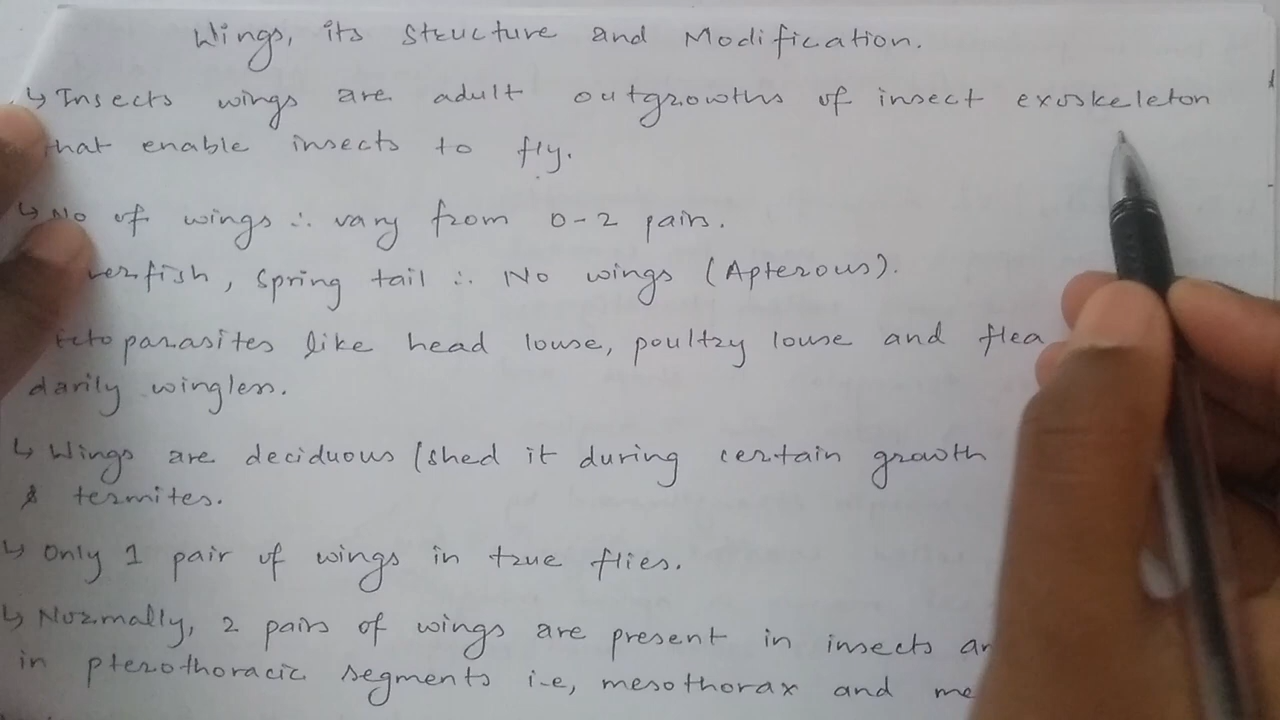 Wings, its Structure and Modification.
↳ Insects wings are adult outgrowths of insect exoskeleton
that enable insects to fly.
↳ No of wings ∴ vary from 0-2 pairs.
verfish, Spring tail ∴ No wings (Apterous).
parasites like head louse, poultry louse and flea
darily wingless.
↳ Wings are deciduous (shed it during certain growth
& termites.
↳ Only 1 pair of wings in true flies.
↳ Normally, 2 pairs of wings are present in insects ar
in pterothoracic segments i.e, mesothorax and me